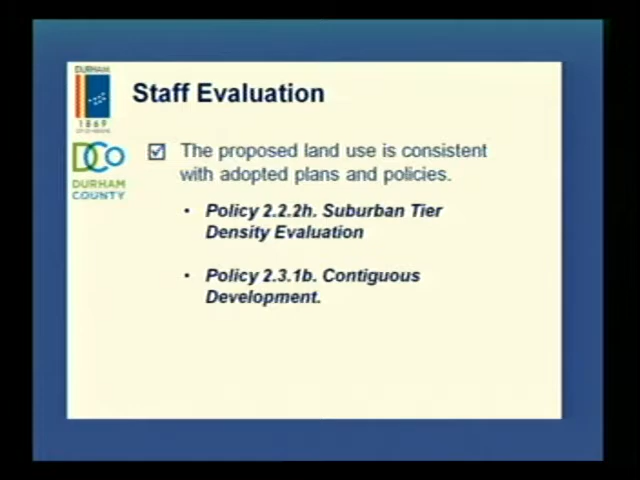 DURHAM
1869
Staff Evaluation
DCo
DURHAM
COUNTY
The proposed land use is consistent
with adopted plans and policies.
• Policy 2.2.2h. Suburban Tier
Density Evaluation
• Policy 2.3.1b. Contiguous
Development.